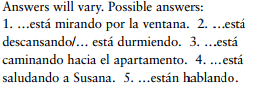 Answers will vary. Possible answers:
1. ...está mirando por la ventana. 2. ...está
descansando/... está durmiendo. 3. ...está
caminando hacia el apartamento. 4. ...está
saludando a Susana. 5. ...están hablando.